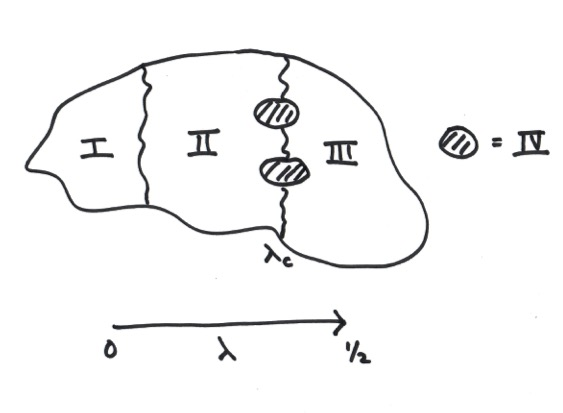 I II III = IV
λc
0 λ 1/2